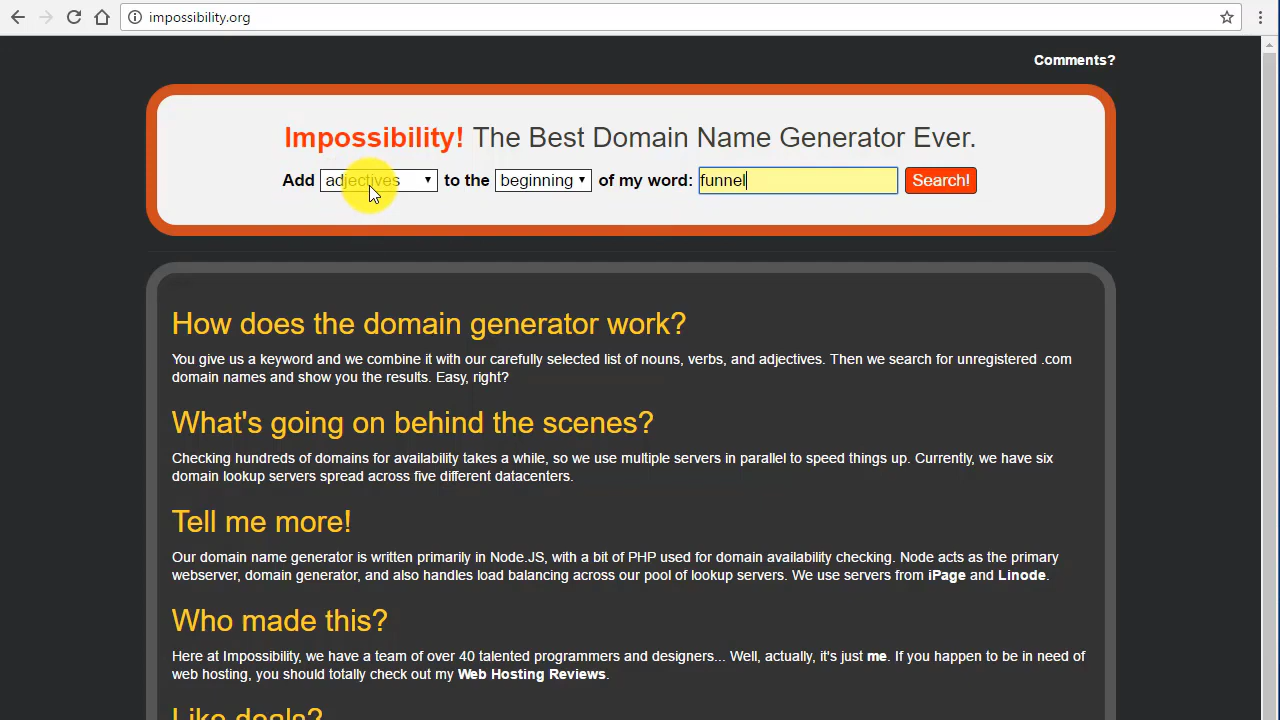 impossibility.org
Comments?
Impossibility! The Best Domain Name Generator Ever.
Add adjectives to the beginning of my word: funnel Search!
How does the domain generator work?
You give us a keyword and we combine it with our carefully selected list of nouns, verbs, and adjectives. Then we search for unregistered .com
domain names and show you the results. Easy, right?
What's going on behind the scenes?
Checking hundreds of domains for availability takes a while, so we use multiple servers in parallel to speed things up. Currently, we have six
domain lookup servers spread across five different datacenters.
Tell me more!
Our domain name generator is written primarily in Node.JS, with a bit of PHP used for domain availability checking. Node acts as the primary
webserver, domain generator, and also handles load balancing across our pool of lookup servers. We use servers from iPage and Linode.
Who made this?
Here at Impossibility, we have a team of over 40 talented programmers and designers... Well, actually, it's just me. If you happen to be in need of
web hosting, you should totally check out my Web Hosting Reviews.
Like deals?